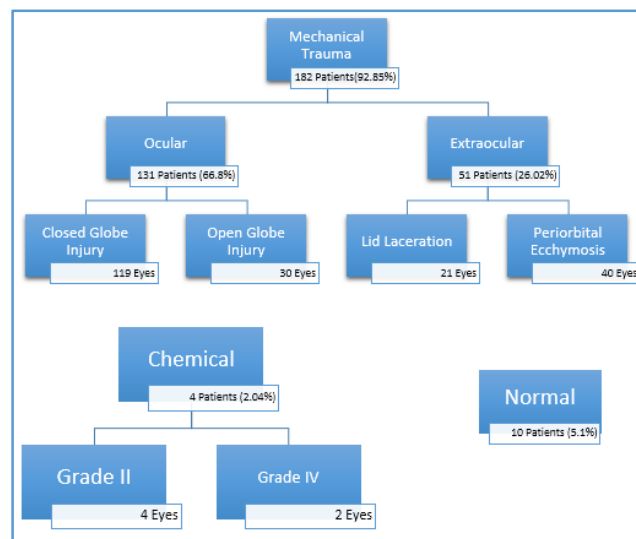 Mechanical
Trauma
182 Patients(92.85%)
Ocular
131 Patients (66.8%)
Extraocular
51 Patients (26.02%)
Closed Globe
Injury
119 Eyes
Open Globe
Injury
30 Eyes
Lid Laceration
21 Eyes
Periorbital
Ecchymosis
40 Eyes
Chemical
4 Patients (2.04%)
Normal
10 Patients (5.1%)
Grade II
4 Eyes
Grade IV
2 Eyes